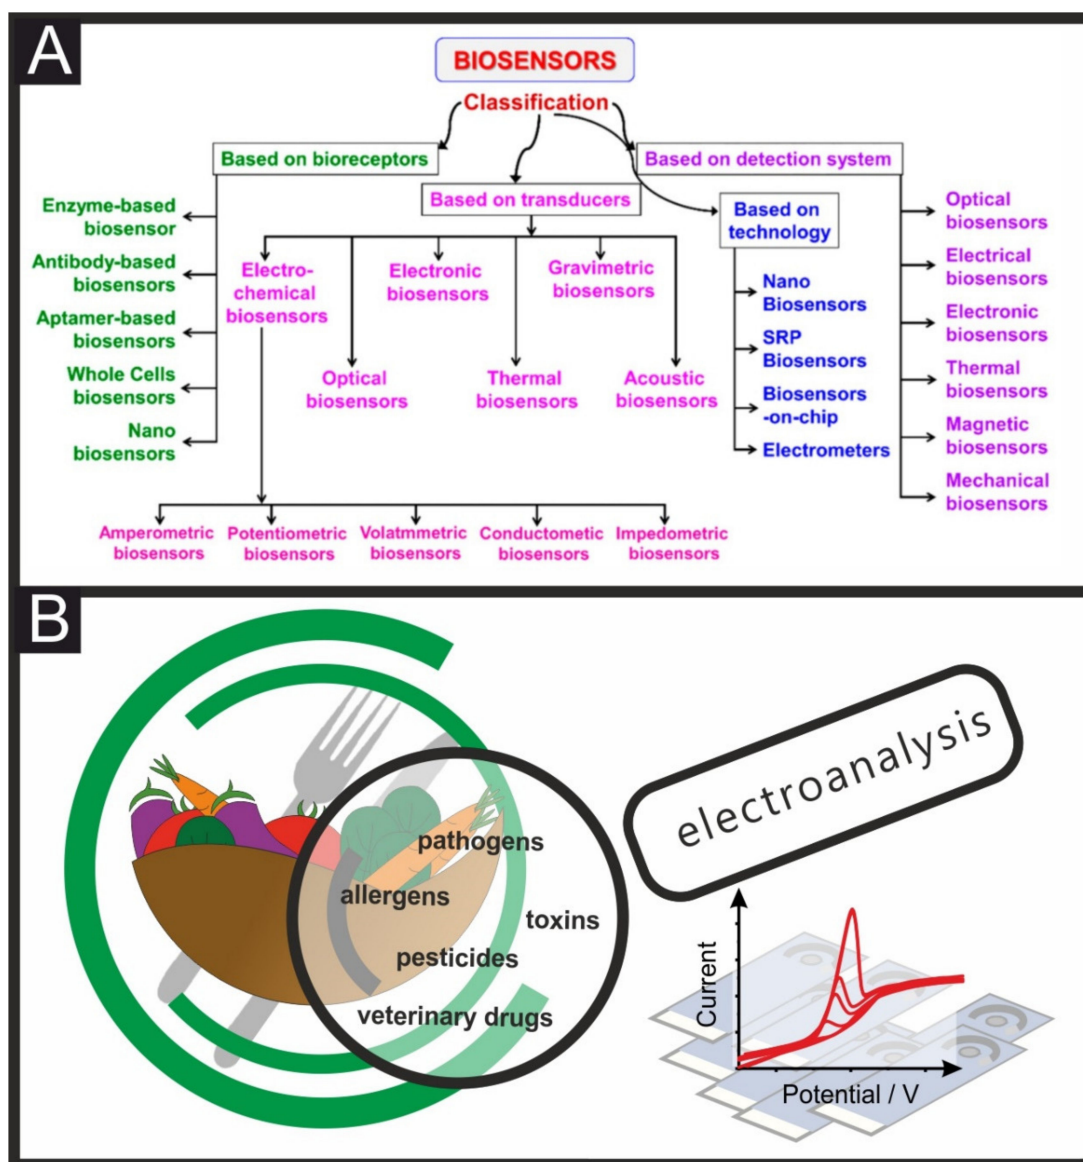 A
BIOSENSORS
Classification
Based on bioreceptors
Enzyme-based
biosensor
Antibody-based
biosensors
Aptamer-based
biosensors
Whole Cells
biosensors
Nano
biosensors
Based on transducers
Electro-
chemical
biosensors
Optical
biosensors
Electronic
biosensors
Thermal
biosensors
Gravimetric
biosensors
Acoustic
biosensors
Amperometric
biosensors
Potentiometric
biosensors
Volatmmetric
biosensors
Conductometic
biosensors
Impedometric
biosensors
Based on
technology
Nano
Biosensors
SRP
Biosensors
Biosensors
-on-chip
Electrometers
Based on detection system
Optical
biosensors
Electrical
biosensors
Electronic
biosensors
Thermal
biosensors
Magnetic
biosensors
Mechanical
biosensors
B
pathogens
allergens
toxins
pesticides
veterinary drugs
electroanalysis
Current
Potential / V